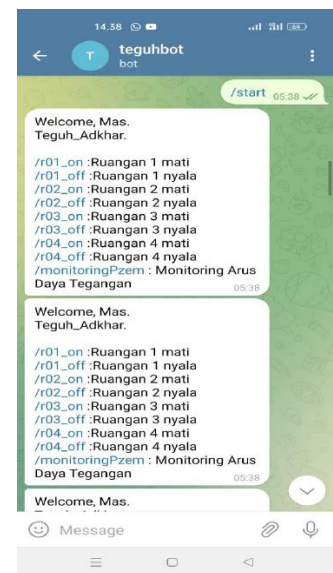 14.38
T
teguhbot
bot
/start 05:38
Welcome, Mas.
Teguh_Adkhar.
/r01_on :Ruangan 1 mati
/r01_off :Ruangan 1 nyala
/r02_on :Ruangan 2 mati
/r02_off :Ruangan 2 nyala
/r03_on :Ruangan 3 mati
/r03_off :Ruangan 3 nyala
/r04_on :Ruangan 4 mati
/r04_off :Ruangan 4 nyala
/monitoringPzem : Monitoring Arus
Daya Tegangan
05:38
Welcome, Mas.
Teguh_Adkhar.
/r01_on :Ruangan 1 mati
/r01_off :Ruangan 1 nyala
/r02_on :Ruangan 2 mati
/r02_off :Ruangan 2 nyala
/r03_on :Ruangan 3 mati
/r03_off :Ruangan 3 nyala
/r04_on :Ruangan 4 mati
/r04_off :Ruangan 4 nyala
/monitoringPzem : Monitoring Arus
Daya Tegangan
05:38
Welcome, Mas.
Message